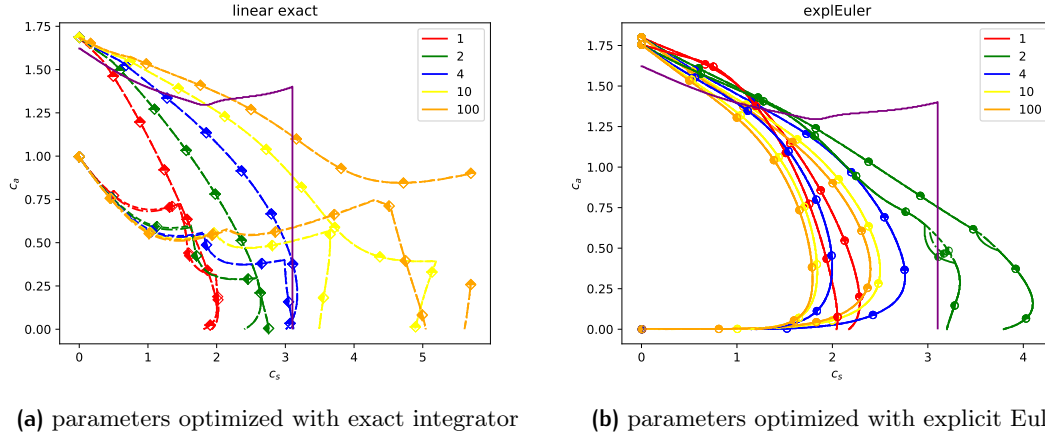 linear exact
1.75
1.50
1.25
1.00
0.75
0.50
0.25
0.00
c_a
0 1 2 3 4 5
c_s
1
2
4
10
100
(a) parameters optimized with exact integrator
explEuler
1.75
1.50
1.25
1.00
0.75
0.50
0.25
0.00
c_a
0 1 2 3 4
c_s
1
2
4
10
100
(b) parameters optimized with explicit Eul